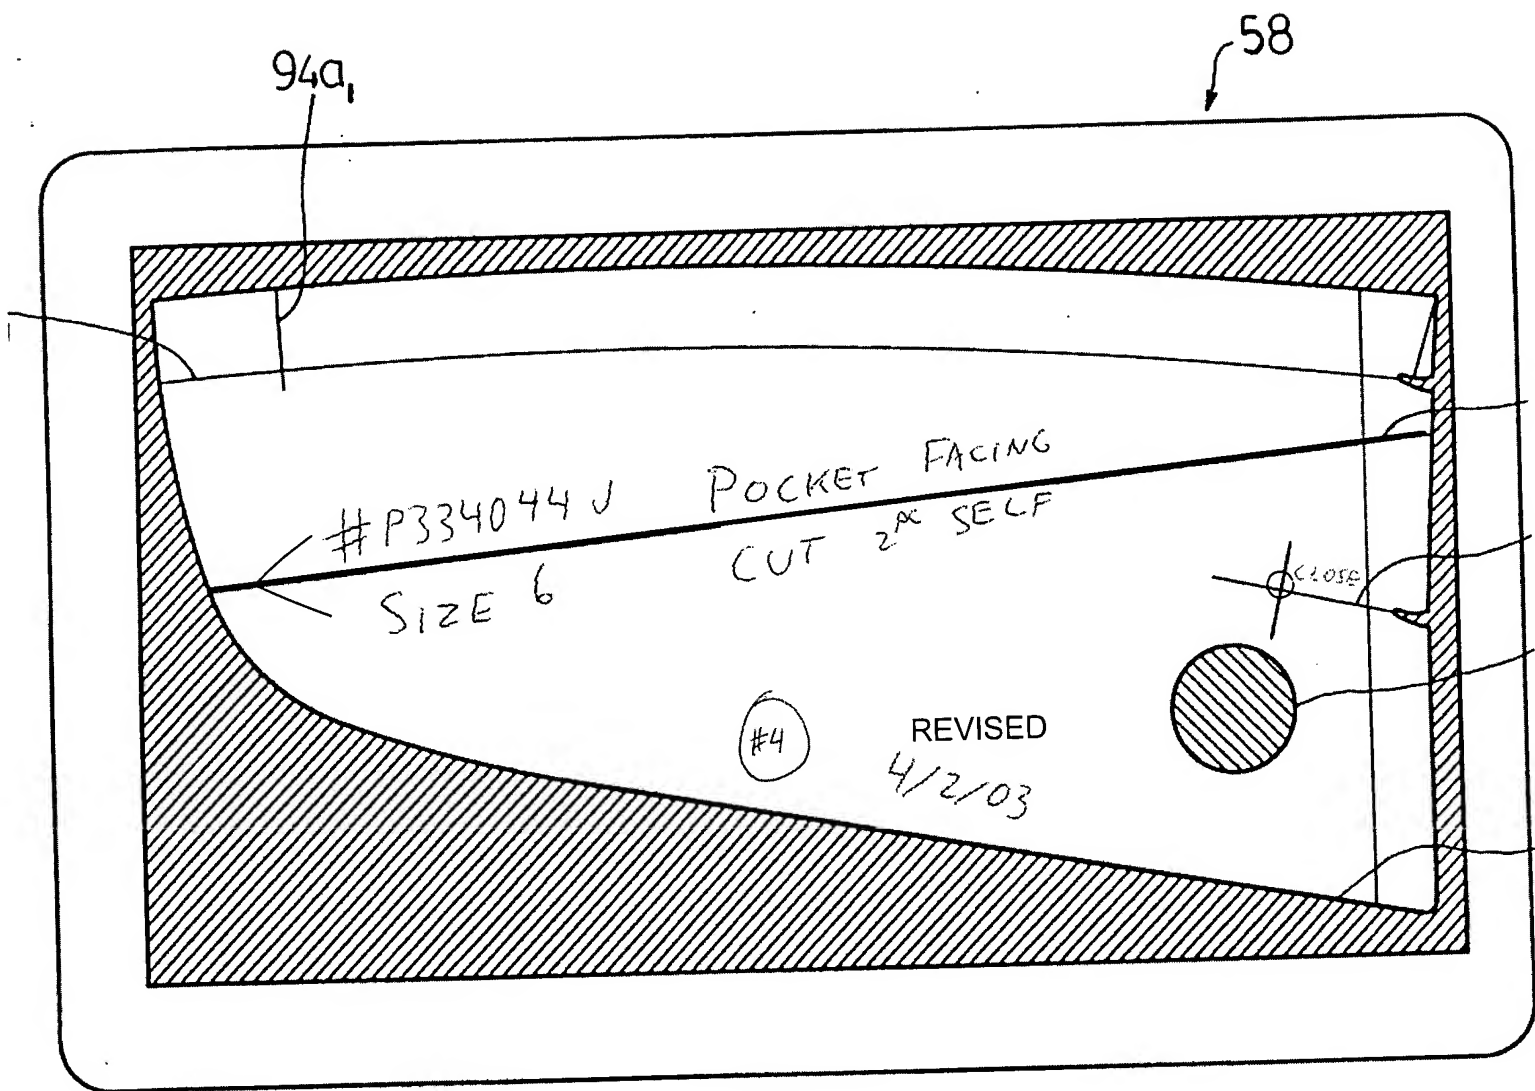 58
94a₁
#P334044 J POCKET FACING
SIZE 6 CUT 2 SELF
CLOSE
#4
REVISED
4/2/03